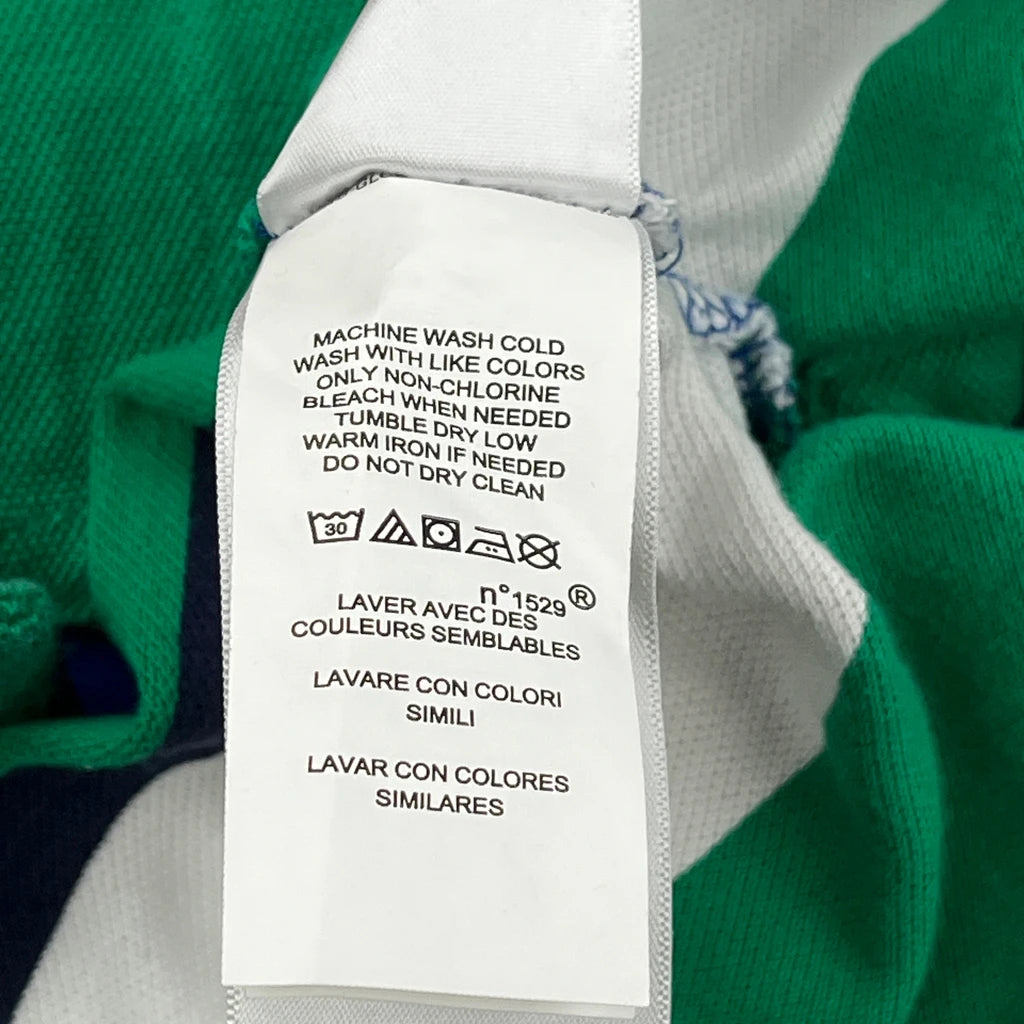 MACHINE WASH COLD
WASH WITH LIKE COLORS
ONLY NON-CHLORINE
BLEACH WHEN NEEDED
TUMBLE DRY LOW
WARM IRON IF NEEDED
DO NOT DRY CLEAN
30
n°1529®
LAVER AVEC DES
COULEURS SEMBLABLES
LAVARE CON COLORI
SIMILI
LAVAR CON COLORES
SIMILARES